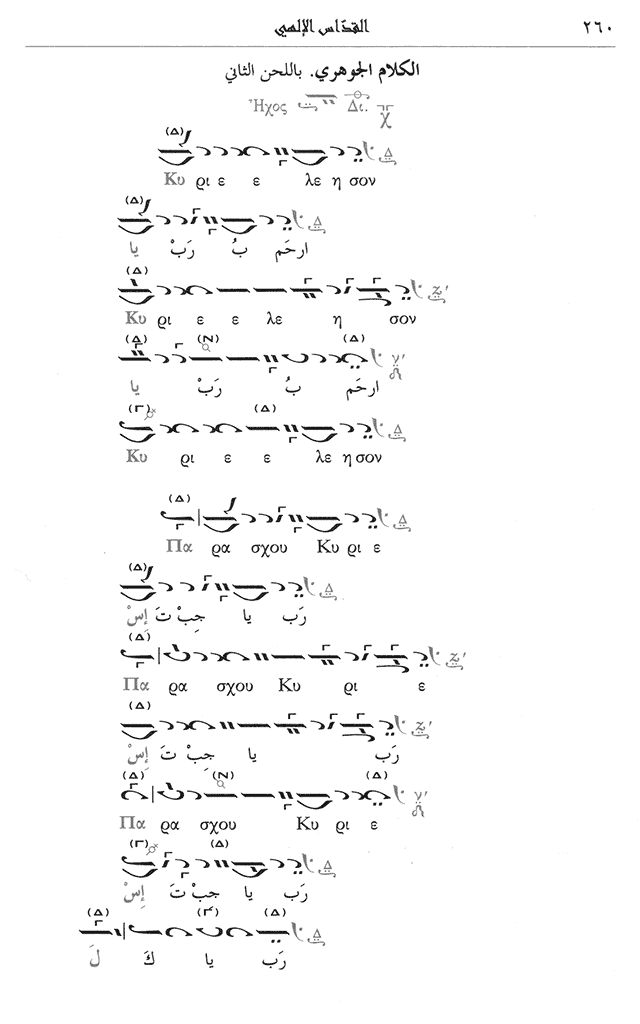 القدّاس الإلهي ٢٦٠
الكلام الجوهري. باللحن الثاني
Ἦχος Δι.
Κυ ρι ε ε λε η σον
يا رَبْ بُ ارحَم
Κυ ρι ε ε λε η σον
يا رَبْ بُ ارحَم
Κυ ρι ε ε λε η σον
Πα ρα σχου Κυ ρι ε
إِسْ تَ جِبْ يا رَب
Πα ρα σχου Κυ ρι ε
إِسْ تَ جِبْ يا رَب
Πα ρα σχου Κυ ρι ε
إِسْ تَ جِبْ يا رَب
لَ كَ يا رَب